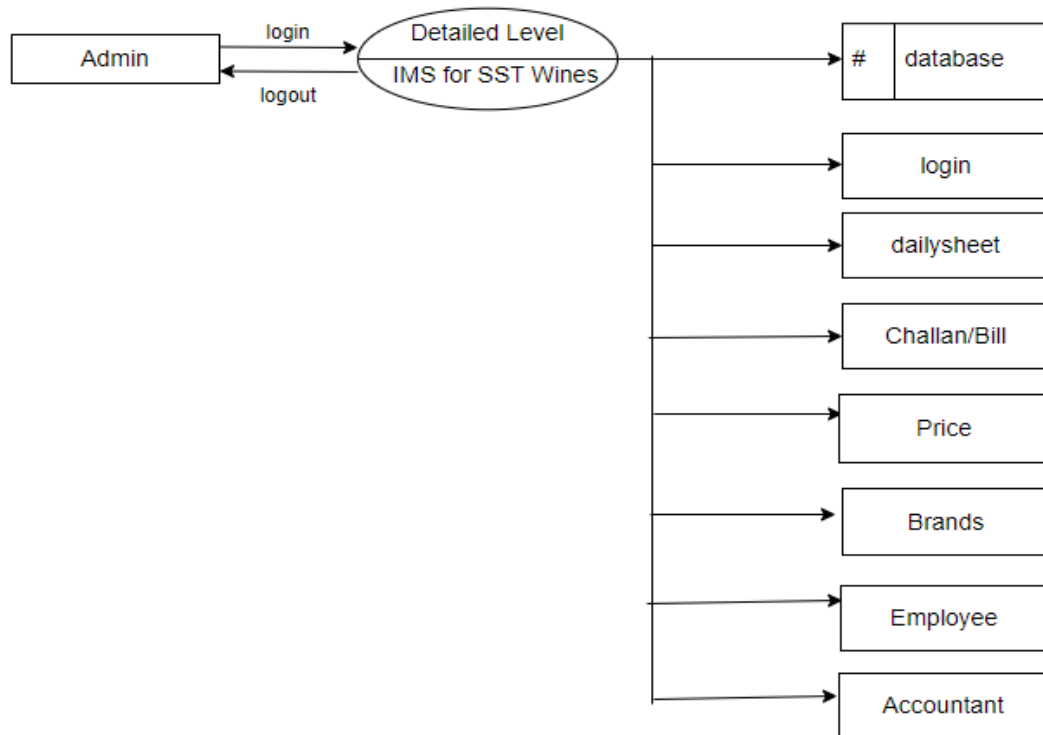 login
Admin
logout
Detailed Level
IMS for SST Wines
# database
login
dailysheet
Challan/Bill
Price
Brands
Employee
Accountant